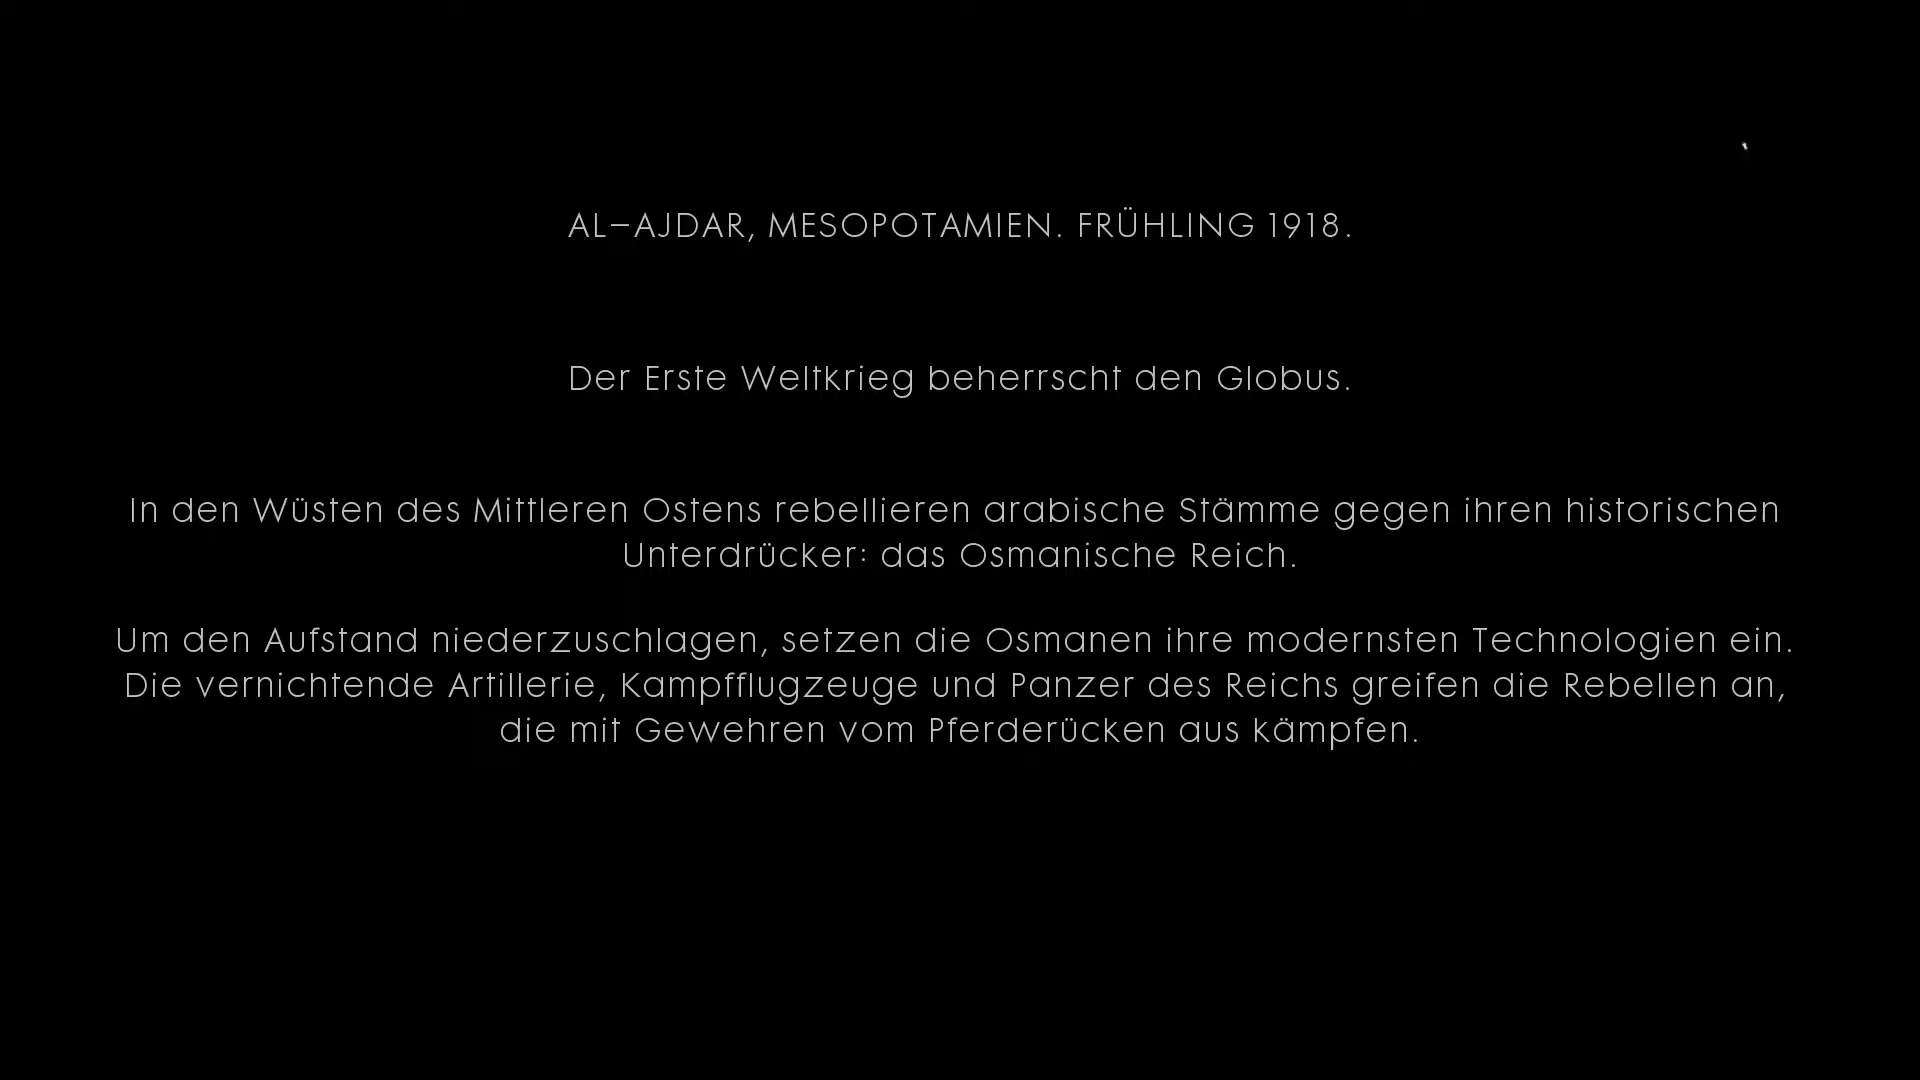 AL–AJDAR, MESOPOTAMIEN. FRÜHLING 1918.
Der Erste Weltkrieg beherrscht den Globus.
In den Wüsten des Mittleren Ostens rebellieren arabische Stämme gegen ihren historischen
Unterdrücker: das Osmanische Reich.
Um den Aufstand niederzuschlagen, setzen die Osmanen ihre modernsten Technologien ein.
Die vernichtende Artillerie, Kampfflugzeuge und Panzer des Reichs greifen die Rebellen an,
die mit Gewehren vom Pferderücken aus kämpfen.